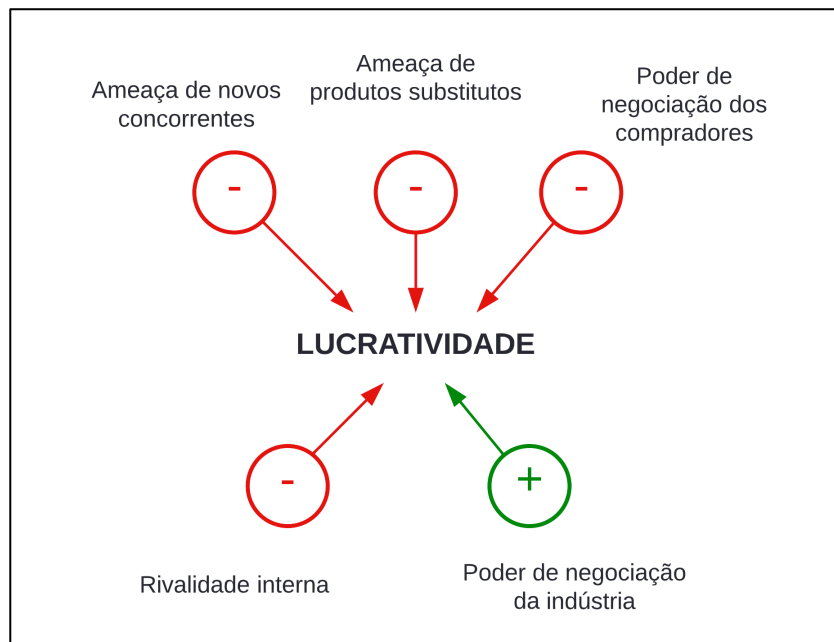 Ameaça de novos
concorrentes
Ameaça de
produtos substitutos
Poder de
negociação dos
compradores
-
-
-
LUCRATIVIDADE
-
+
Rivalidade interna
Poder de negociação
da indústria